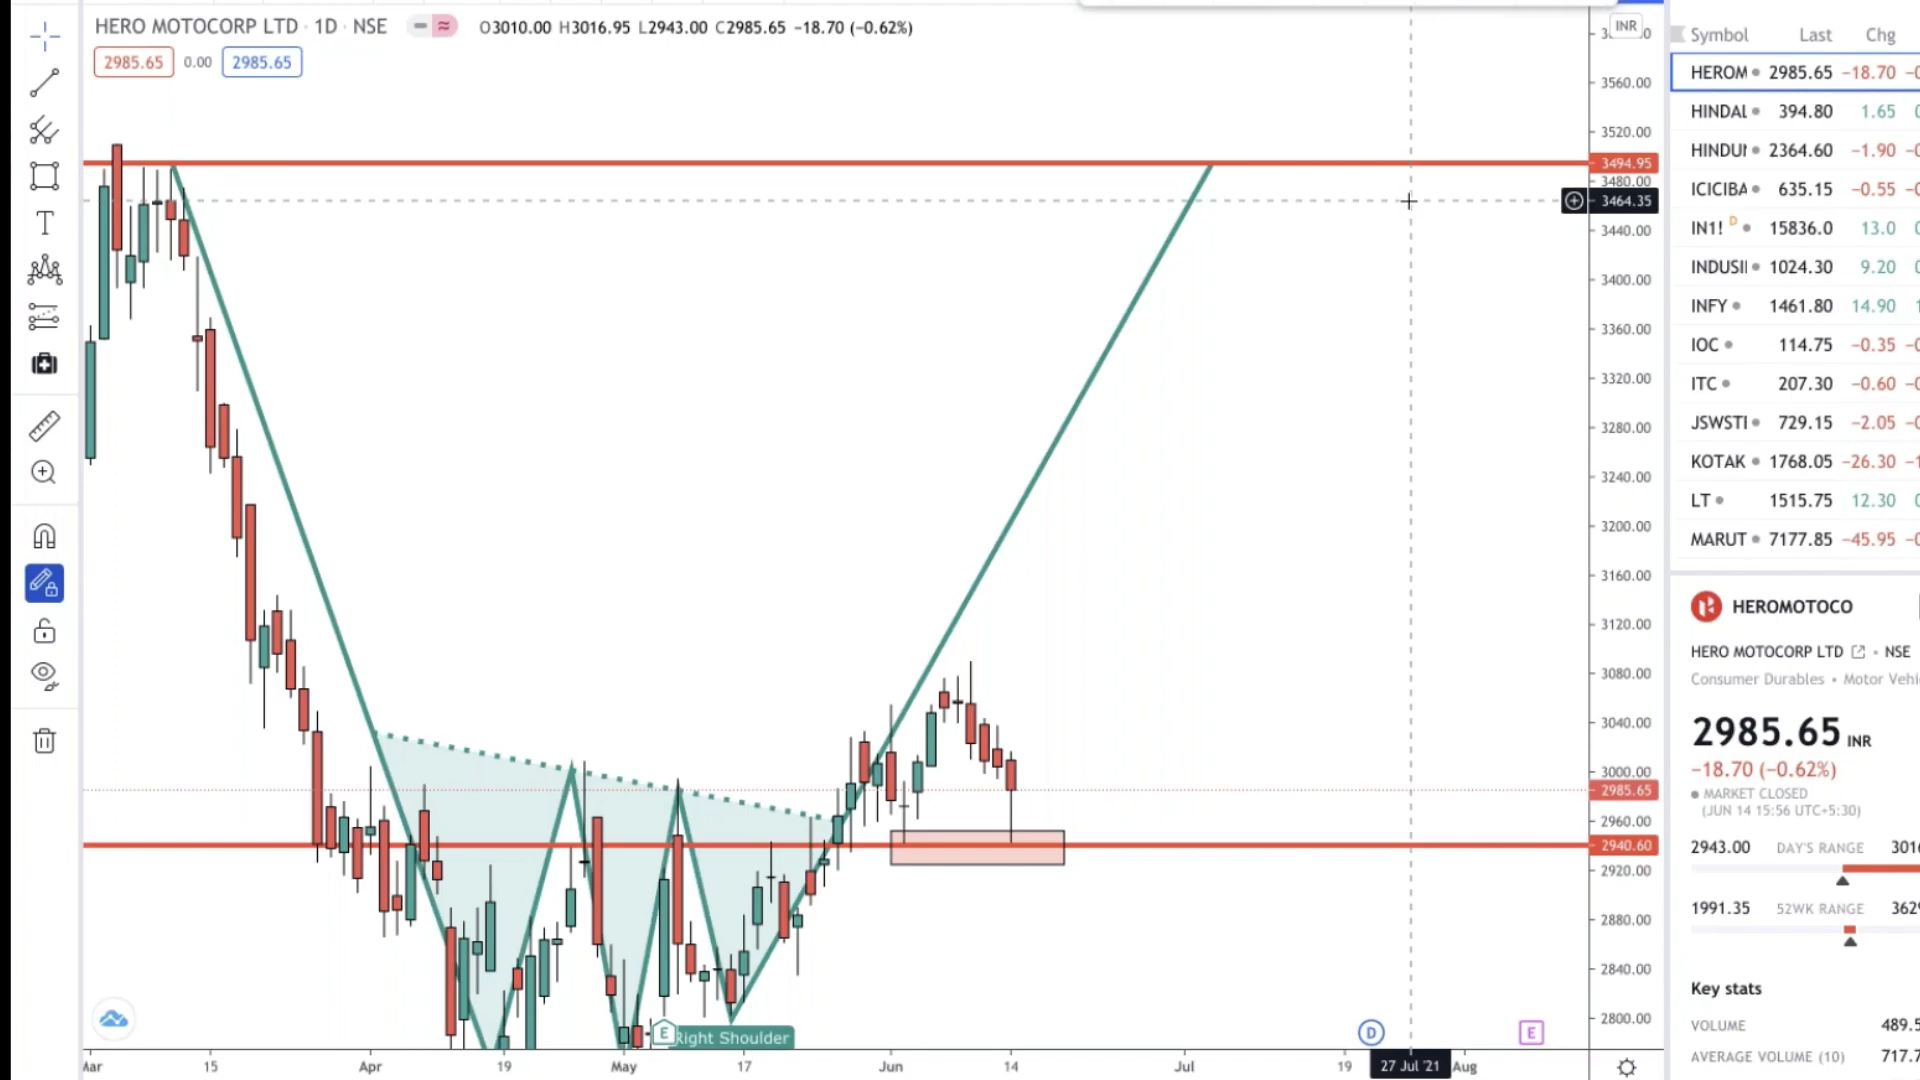 HERO MOTOCORP LTD · 1D · NSE O3010.00 H3016.95 L2943.00 C2985.65 −18.70 (−0.62%)
2985.65 0.00 2985.65
INR
3560.00
3520.00
3494.95
3480.00
3464.35
3440.00
3400.00
3360.00
3320.00
3280.00
3240.00
3200.00
3160.00
3120.00
3080.00
3040.00
3000.00
2985.65
2960.00
2940.60
2920.00
2880.00
2840.00
2800.00
E Right Shoulder
D
E
Mar 15 Apr 19 May 17 Jun 14 Jul 19 27 Jul '21 Aug
T
Symbol Last Chg
HEROM 2985.65 −18.70
HINDAL 394.80 1.65
HINDUN 2364.60 −1.90
ICICIBA 635.15 −0.55
IN1! D 15836.0 13.0
INDUSII 1024.30 9.20
INFY 1461.80 14.90
IOC 114.75 −0.35
ITC 207.30 −0.60
JSWSTI 729.15 −2.05
KOTAK 1768.05 −26.30
LT 1515.75 12.30
MARUT 7177.85 −45.95
HEROMOTOCO
HERO MOTOCORP LTD · NSE
Consumer Durables • Motor Vehi
2985.65 INR
−18.70 (−0.62%)
MARKET CLOSED
(JUN 14 15:56 UTC+5:30)
2943.00 DAY'S RANGE 3016
1991.35 52WK RANGE 3629
Key stats
VOLUME 489.5
AVERAGE VOLUME (10) 717.7